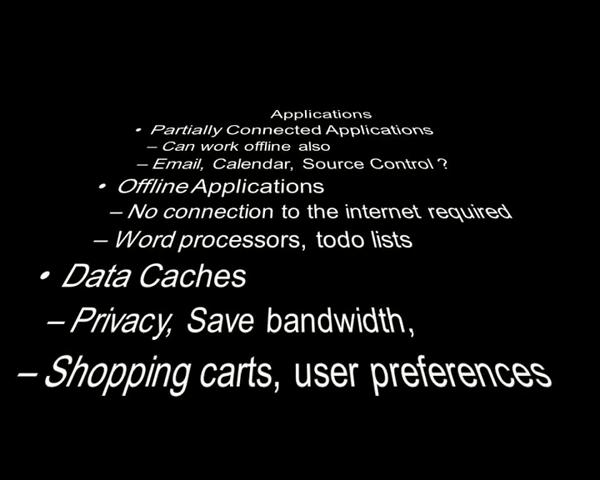 Applications
• Partially Connected Applications
– Can work offline also
– Email, Calendar, Source Control ?
• Offline Applications
– No connection to the internet required
– Word processors, todo lists
• Data Caches
– Privacy, Save bandwidth,
– Shopping carts, user preferences